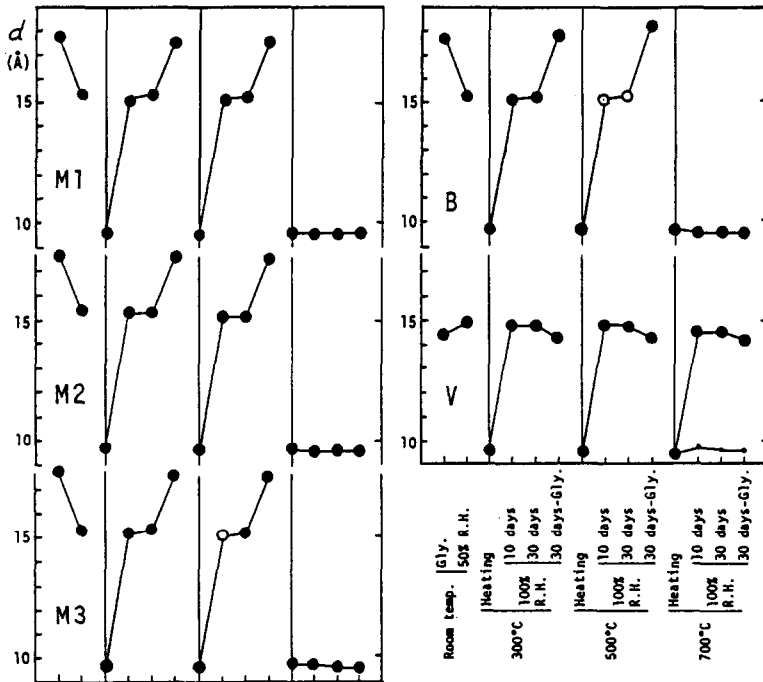 d
(Å)
15
10
M1
15
10
M2
15
10
M3
15
10
B
15
10
V
Room temp.
Gly.
50% R.H.
Heating
10 days
30 days
30 days-Gly.
100%
R.H.
300°C
Heating
10 days
30 days
30 days-Gly.
100%
R.H.
500°C
Heating
10 days
30 days
30 days-Gly.
100%
R.H.
700°C